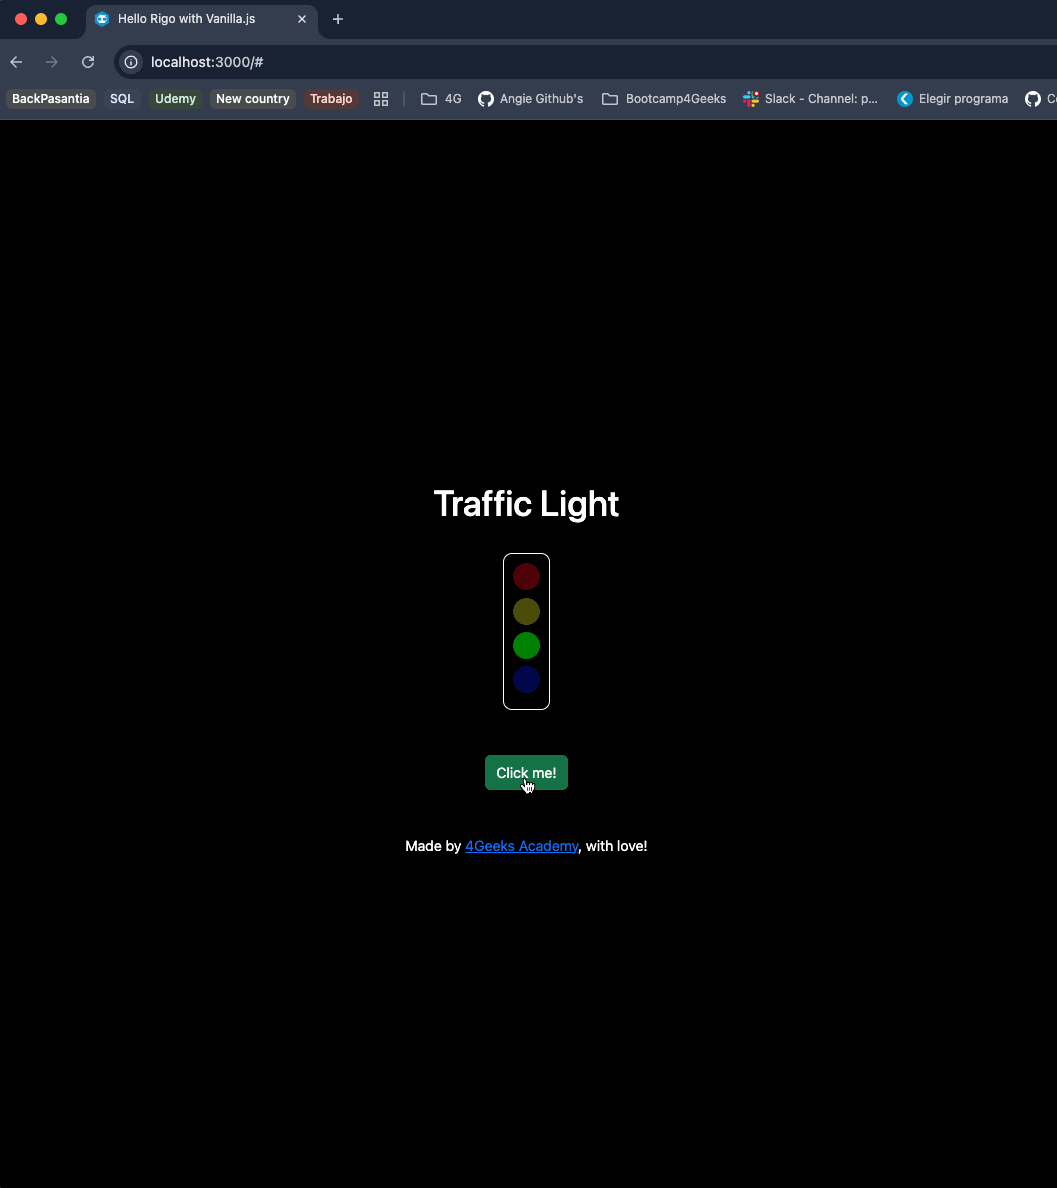 Hello Rigo with Vanilla.js
localhost:3000/#
BackPasantia SQL Udemy New country Trabajo 4G Angie Github's Bootcamp4Geeks Slack - Channel: p... Elegir programa
Traffic Light
Click me!
Made by 4Geeks Academy, with love!